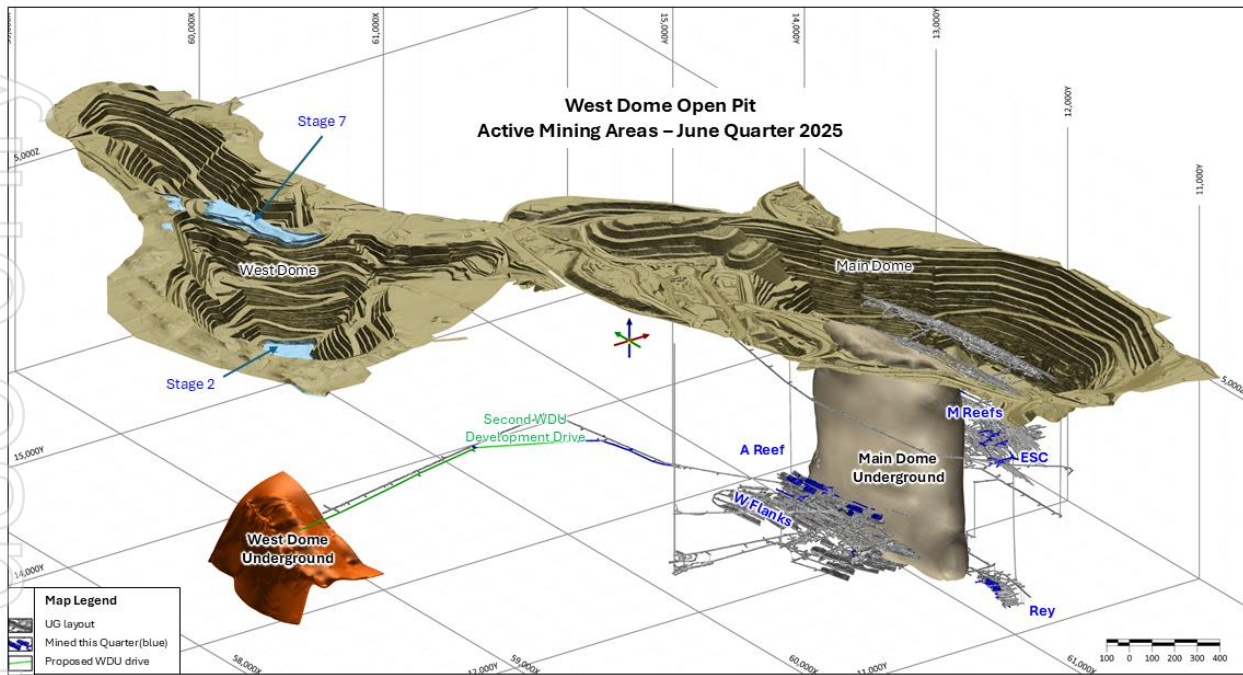 60,000X
61,000X
15,000Y
14,000Y
13,000Y
12,000Y
11,000Y
West Dome Open Pit
Active Mining Areas – June Quarter 2025
Stage 7
5,000Z
West Dome
Main Dome
Stage 2
5,000Z
Second WDU
Development Drive
M Reefs
ESC
A Reef
Main Dome
Underground
W Flanks
15,000Y
West Dome
Underground
14,000Y
Rey
Map Legend
UG layout
Mined this Quarter(blue)
Proposed WDU drive
58,000X
12,000Y
59,000X
60,000X
11,000Y
61,000X
100 0 100 200 300 400